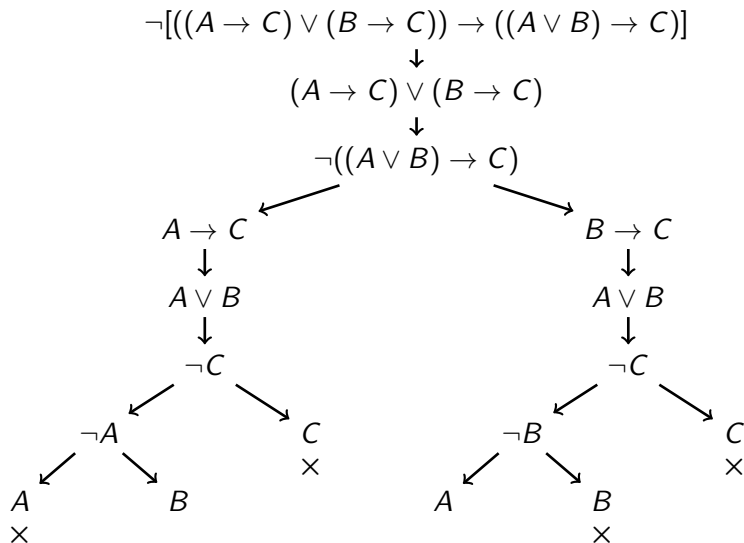 ¬[((A → C) ∨ (B → C)) → ((A ∨ B) → C)]
(A → C) ∨ (B → C)
¬((A ∨ B) → C)
A → C B → C
A ∨ B A ∨ B
¬C ¬C
¬A C ¬B C
× ×
A B A B
× ×